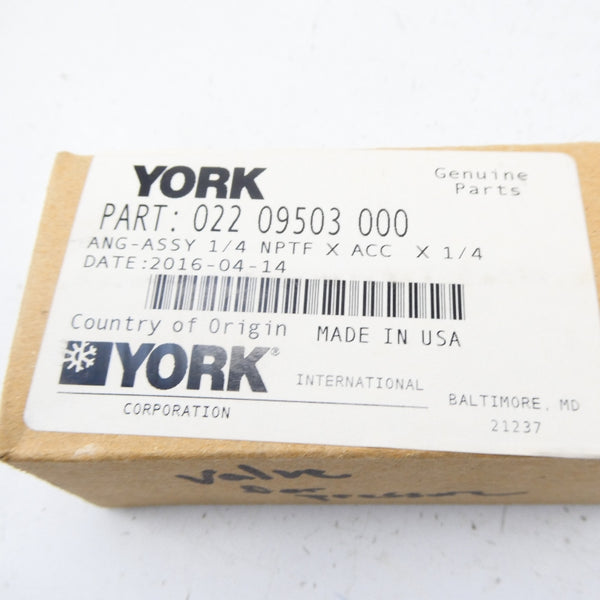 YORK
Genuine
Parts
PART: 022 09503 000
ANG-ASSY 1/4 NPTF X ACC X 1/4
DATE:2016-04-14
Country of Origin MADE IN USA
YORK®
INTERNATIONAL
CORPORATION
BALTIMORE, MD
21237
Valve